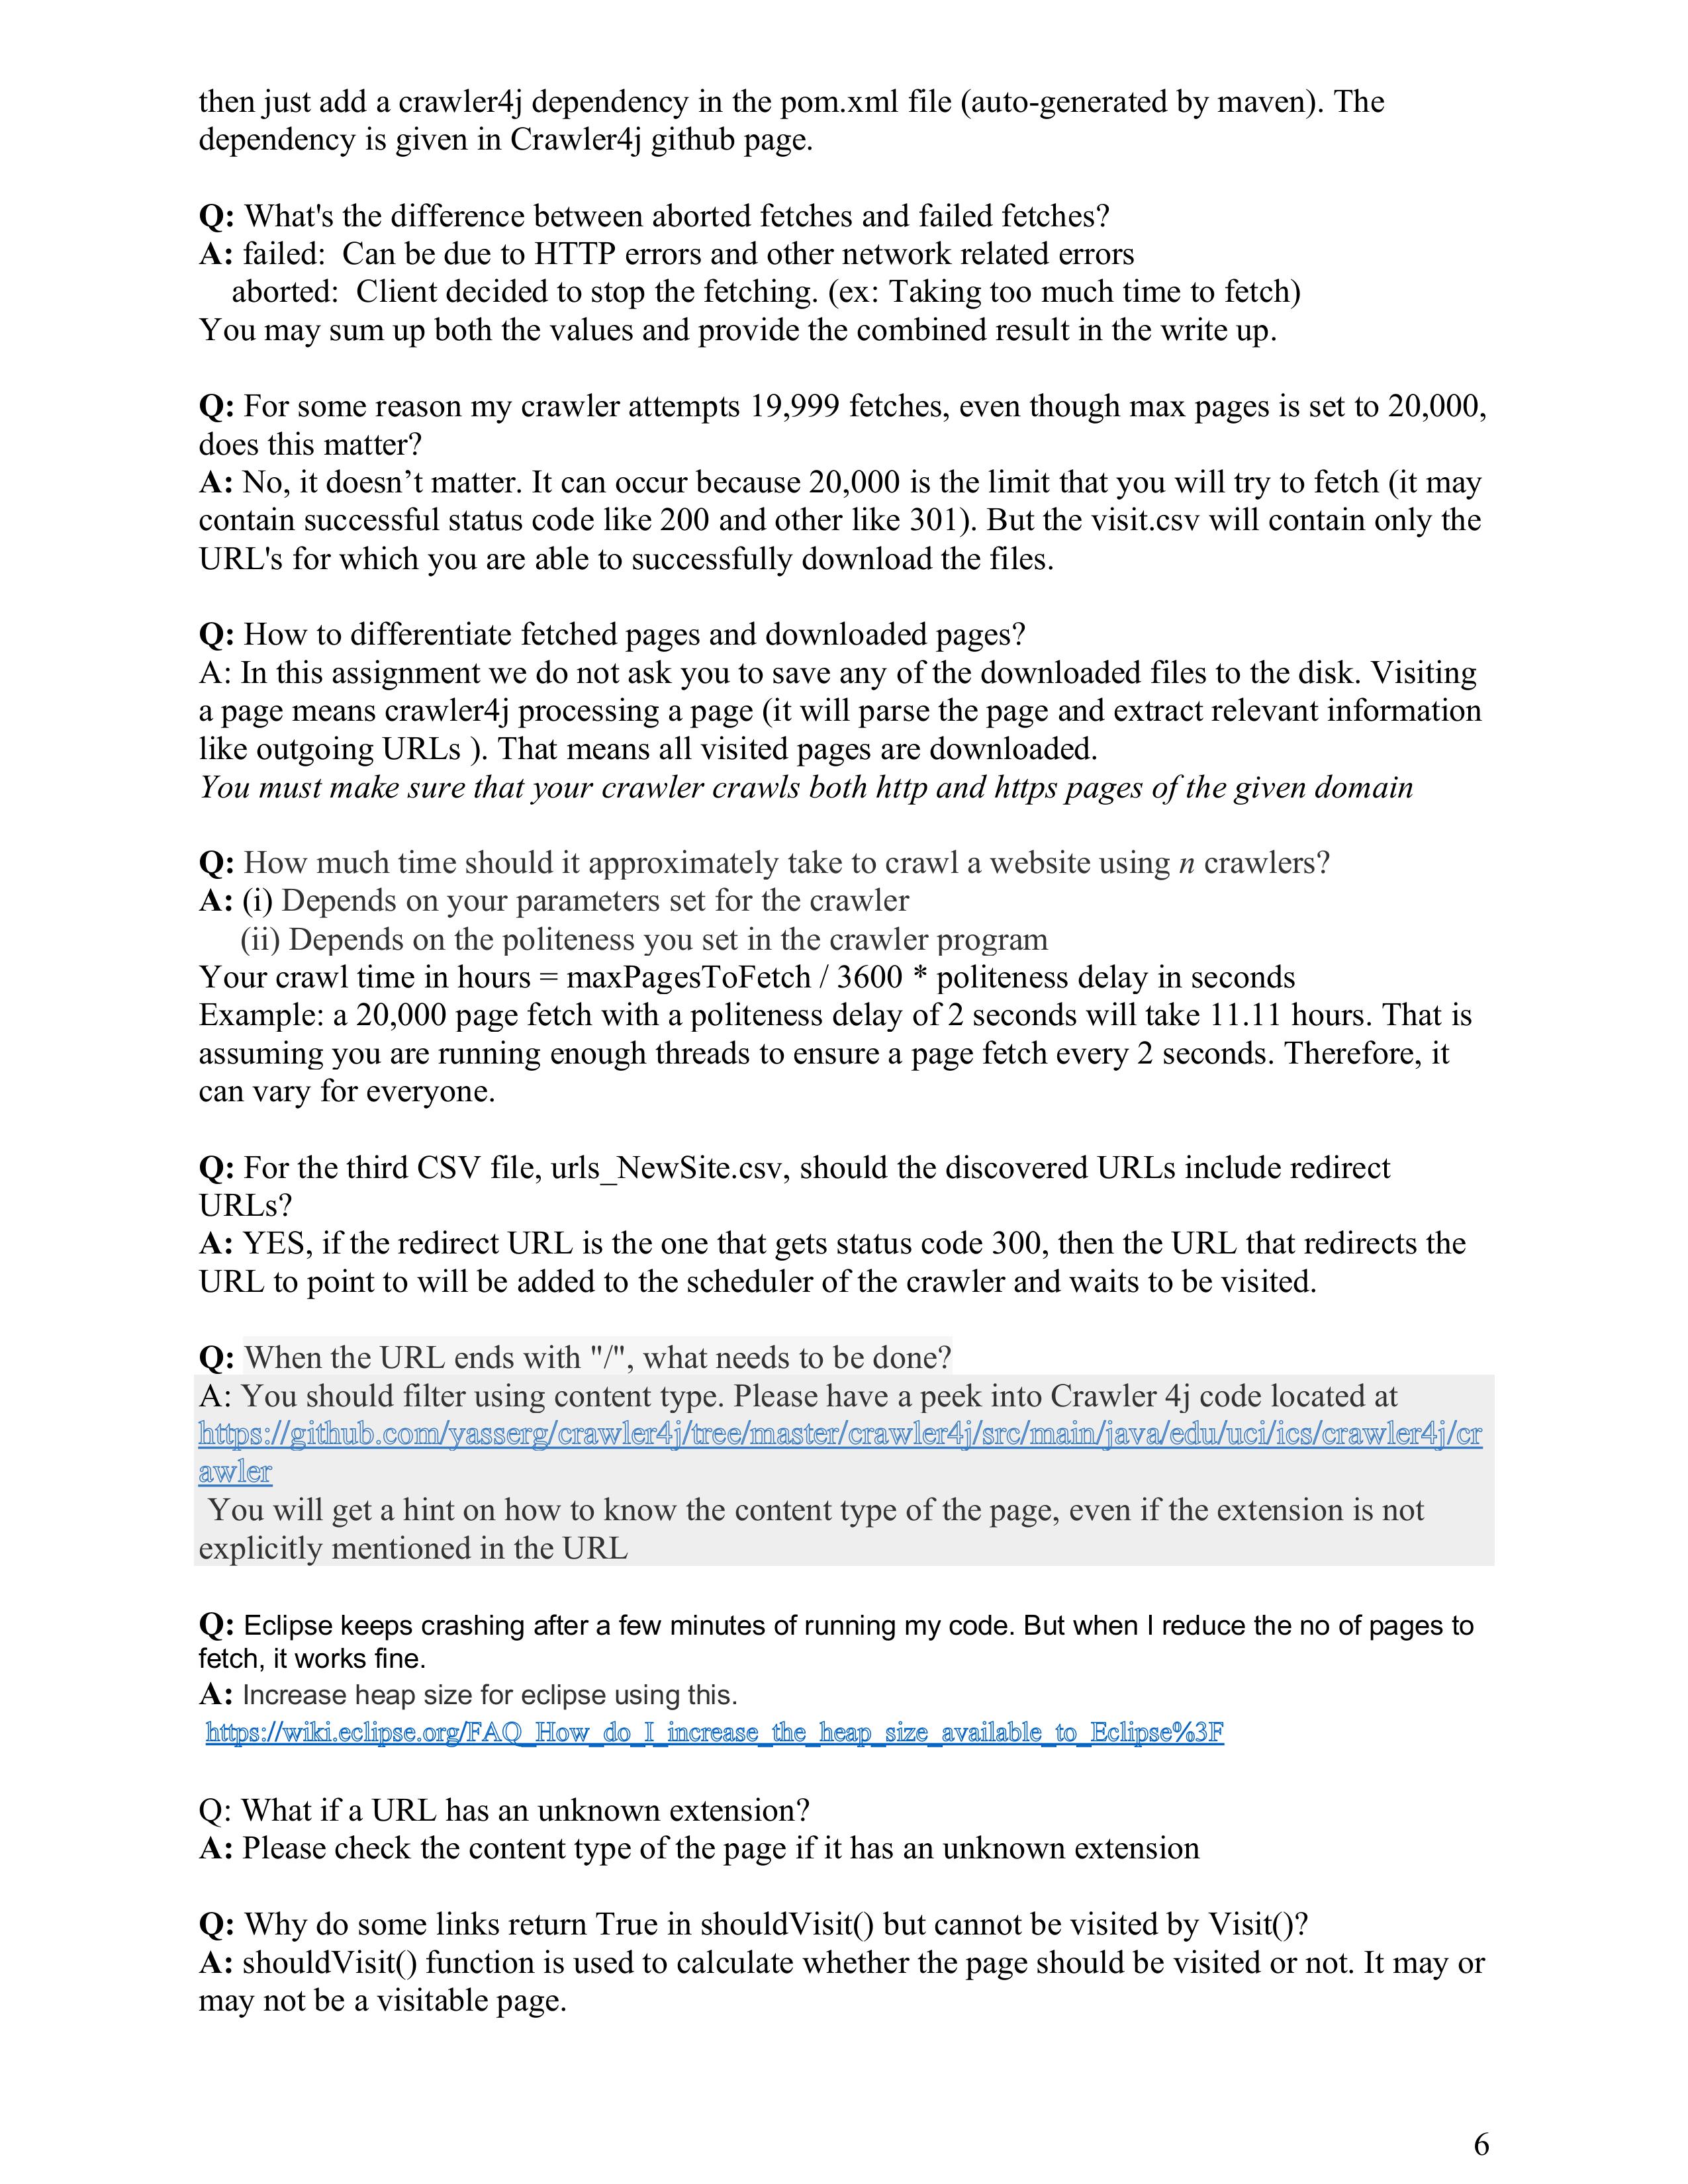 then just add a crawler4j dependency in the pom.xml file (auto-generated by maven). The
dependency is given in Crawler4j github page.
Q: What's the difference between aborted fetches and failed fetches?
A: failed:  Can be due to HTTP errors and other network related errors
aborted:  Client decided to stop the fetching. (ex: Taking too much time to fetch)
You may sum up both the values and provide the combined result in the write up.
Q: For some reason my crawler attempts 19,999 fetches, even though max pages is set to 20,000,
does this matter?
A: No, it doesn’t matter. It can occur because 20,000 is the limit that you will try to fetch (it may
contain successful status code like 200 and other like 301). But the visit.csv will contain only the
URL's for which you are able to successfully download the files.
Q: How to differentiate fetched pages and downloaded pages?
A: In this assignment we do not ask you to save any of the downloaded files to the disk. Visiting
a page means crawler4j processing a page (it will parse the page and extract relevant information
like outgoing URLs ). That means all visited pages are downloaded.
You must make sure that your crawler crawls both http and https pages of the given domain
Q: How much time should it approximately take to crawl a website using n crawlers?
A: (i) Depends on your parameters set for the crawler
(ii) Depends on the politeness you set in the crawler program
Your crawl time in hours = maxPagesToFetch / 3600 * politeness delay in seconds
Example: a 20,000 page fetch with a politeness delay of 2 seconds will take 11.11 hours. That is
assuming you are running enough threads to ensure a page fetch every 2 seconds. Therefore, it
can vary for everyone.
Q: For the third CSV file, urls_NewSite.csv, should the discovered URLs include redirect
URLs?
A: YES, if the redirect URL is the one that gets status code 300, then the URL that redirects the
URL to point to will be added to the scheduler of the crawler and waits to be visited.
Q: When the URL ends with "/", what needs to be done?
A: You should filter using content type. Please have a peek into Crawler 4j code located at
https://github.com/yasserg/crawler4j/tree/master/crawler4j/src/main/java/edu/uci/ics/crawler4j/cr
awler
You will get a hint on how to know the content type of the page, even if the extension is not
explicitly mentioned in the URL
Q: Eclipse keeps crashing after a few minutes of running my code. But when I reduce the no of pages to
fetch, it works fine.
A: Increase heap size for eclipse using this.
https://wiki.eclipse.org/FAQ_How_do_I_increase_the_heap_size_available_to_Eclipse%3F
Q: What if a URL has an unknown extension?
A: Please check the content type of the page if it has an unknown extension
Q: Why do some links return True in shouldVisit() but cannot be visited by Visit()?
A: shouldVisit() function is used to calculate whether the page should be visited or not. It may or
may not be a visitable page.
6